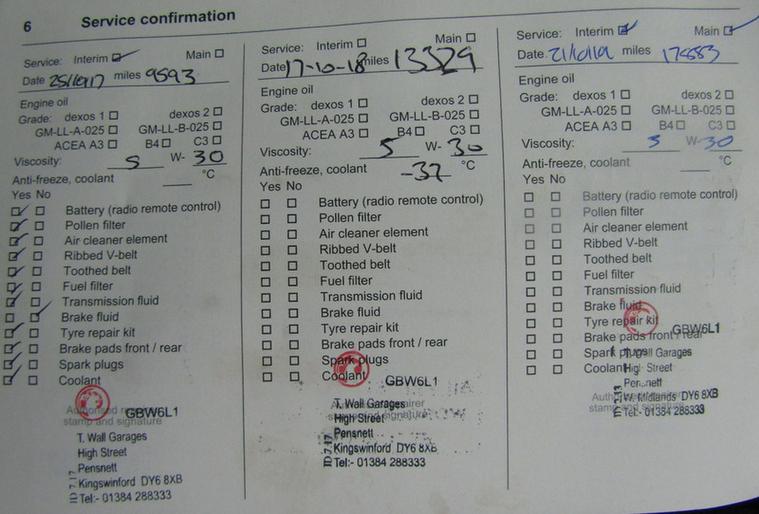 6 Service confirmation
Service: Interim ☑ Main ☐
Date 25/10/17 miles 9593
Engine oil
Grade: dexos 1 ☐ dexos 2 ☐
GM-LL-A-025 ☐ GM-LL-B-025 ☐
ACEA A3 ☐ B4 ☐ C3 ☐
Viscosity: 5 W- 30
Anti-freeze, coolant ___ °C
Yes No
☑ ☐ Battery (radio remote control)
☑ ☐ Pollen filter
☑ ☐ Air cleaner element
☑ ☐ Ribbed V-belt
☑ ☐ Toothed belt
☑ ☐ Fuel filter
☑ ☐ Transmission fluid
☐ ☑ Brake fluid
☑ ☐ Tyre repair kit
☑ ☐ Brake pads front / rear
☑ ☐ Spark plugs
☑ ☐ Coolant
GBW6L1
Authorised
stamp and signature
T. Wall Garages
High Street
Pensnett
Kingswinford DY6 8XB
Tel:- 01384 288333
ID 7.17
Service: Interim ☐ Main ☐
Date 17-10-18 miles 13329
Engine oil
Grade: dexos 1 ☐ dexos 2 ☐
GM-LL-A-025 ☐ GM-LL-B-025 ☐
ACEA A3 ☐ B4 ☐ C3 ☐
Viscosity: 5 W- 30
Anti-freeze, coolant -37 °C
Yes No
☐ ☐ Battery (radio remote control)
☐ ☐ Pollen filter
☐ ☐ Air cleaner element
☐ ☐ Ribbed V-belt
☐ ☐ Toothed belt
☐ ☐ Fuel filter
☐ ☐ Transmission fluid
☐ ☐ Brake fluid
☐ ☐ Tyre repair kit
☐ ☐ Brake pads front / rear
☐ ☐ Spark plugs
☐ ☐ Coolant
GBW6L1
T. Wall Garages
High Street
Pensnett
Kingswinford DY6 8XB
Tel:- 01384 288333
ID 7.17
Service: Interim ☑ Main ☑
Date 21/10/19 miles
Engine oil
Grade: dexos 1 ☐ dexos 2 ☐
GM-LL-A-025 ☐ GM-LL-B-025 ☐
ACEA A3 ☐ B4 ☐ C3 ☐
Viscosity: 5 W- 30
Anti-freeze, coolant ___ °C
Yes No
☐ ☐ Battery (radio remote control)
☐ ☐ Pollen filter
☐ ☐ Air cleaner element
☐ ☐ Ribbed V-belt
☐ ☐ Toothed belt
☐ ☐ Fuel filter
☐ ☐ Transmission fluid
☐ ☐ Brake fluid
☐ ☐ Tyre repair kit
☐ ☐ Brake pads front / rear
☐ ☐ Spark plugs
☐ ☐ Coolant
GBW6L1
T. Wall Garages
High Street
Pensnett
W. Midlands DY6 8XB
Tel:- 01384 288333